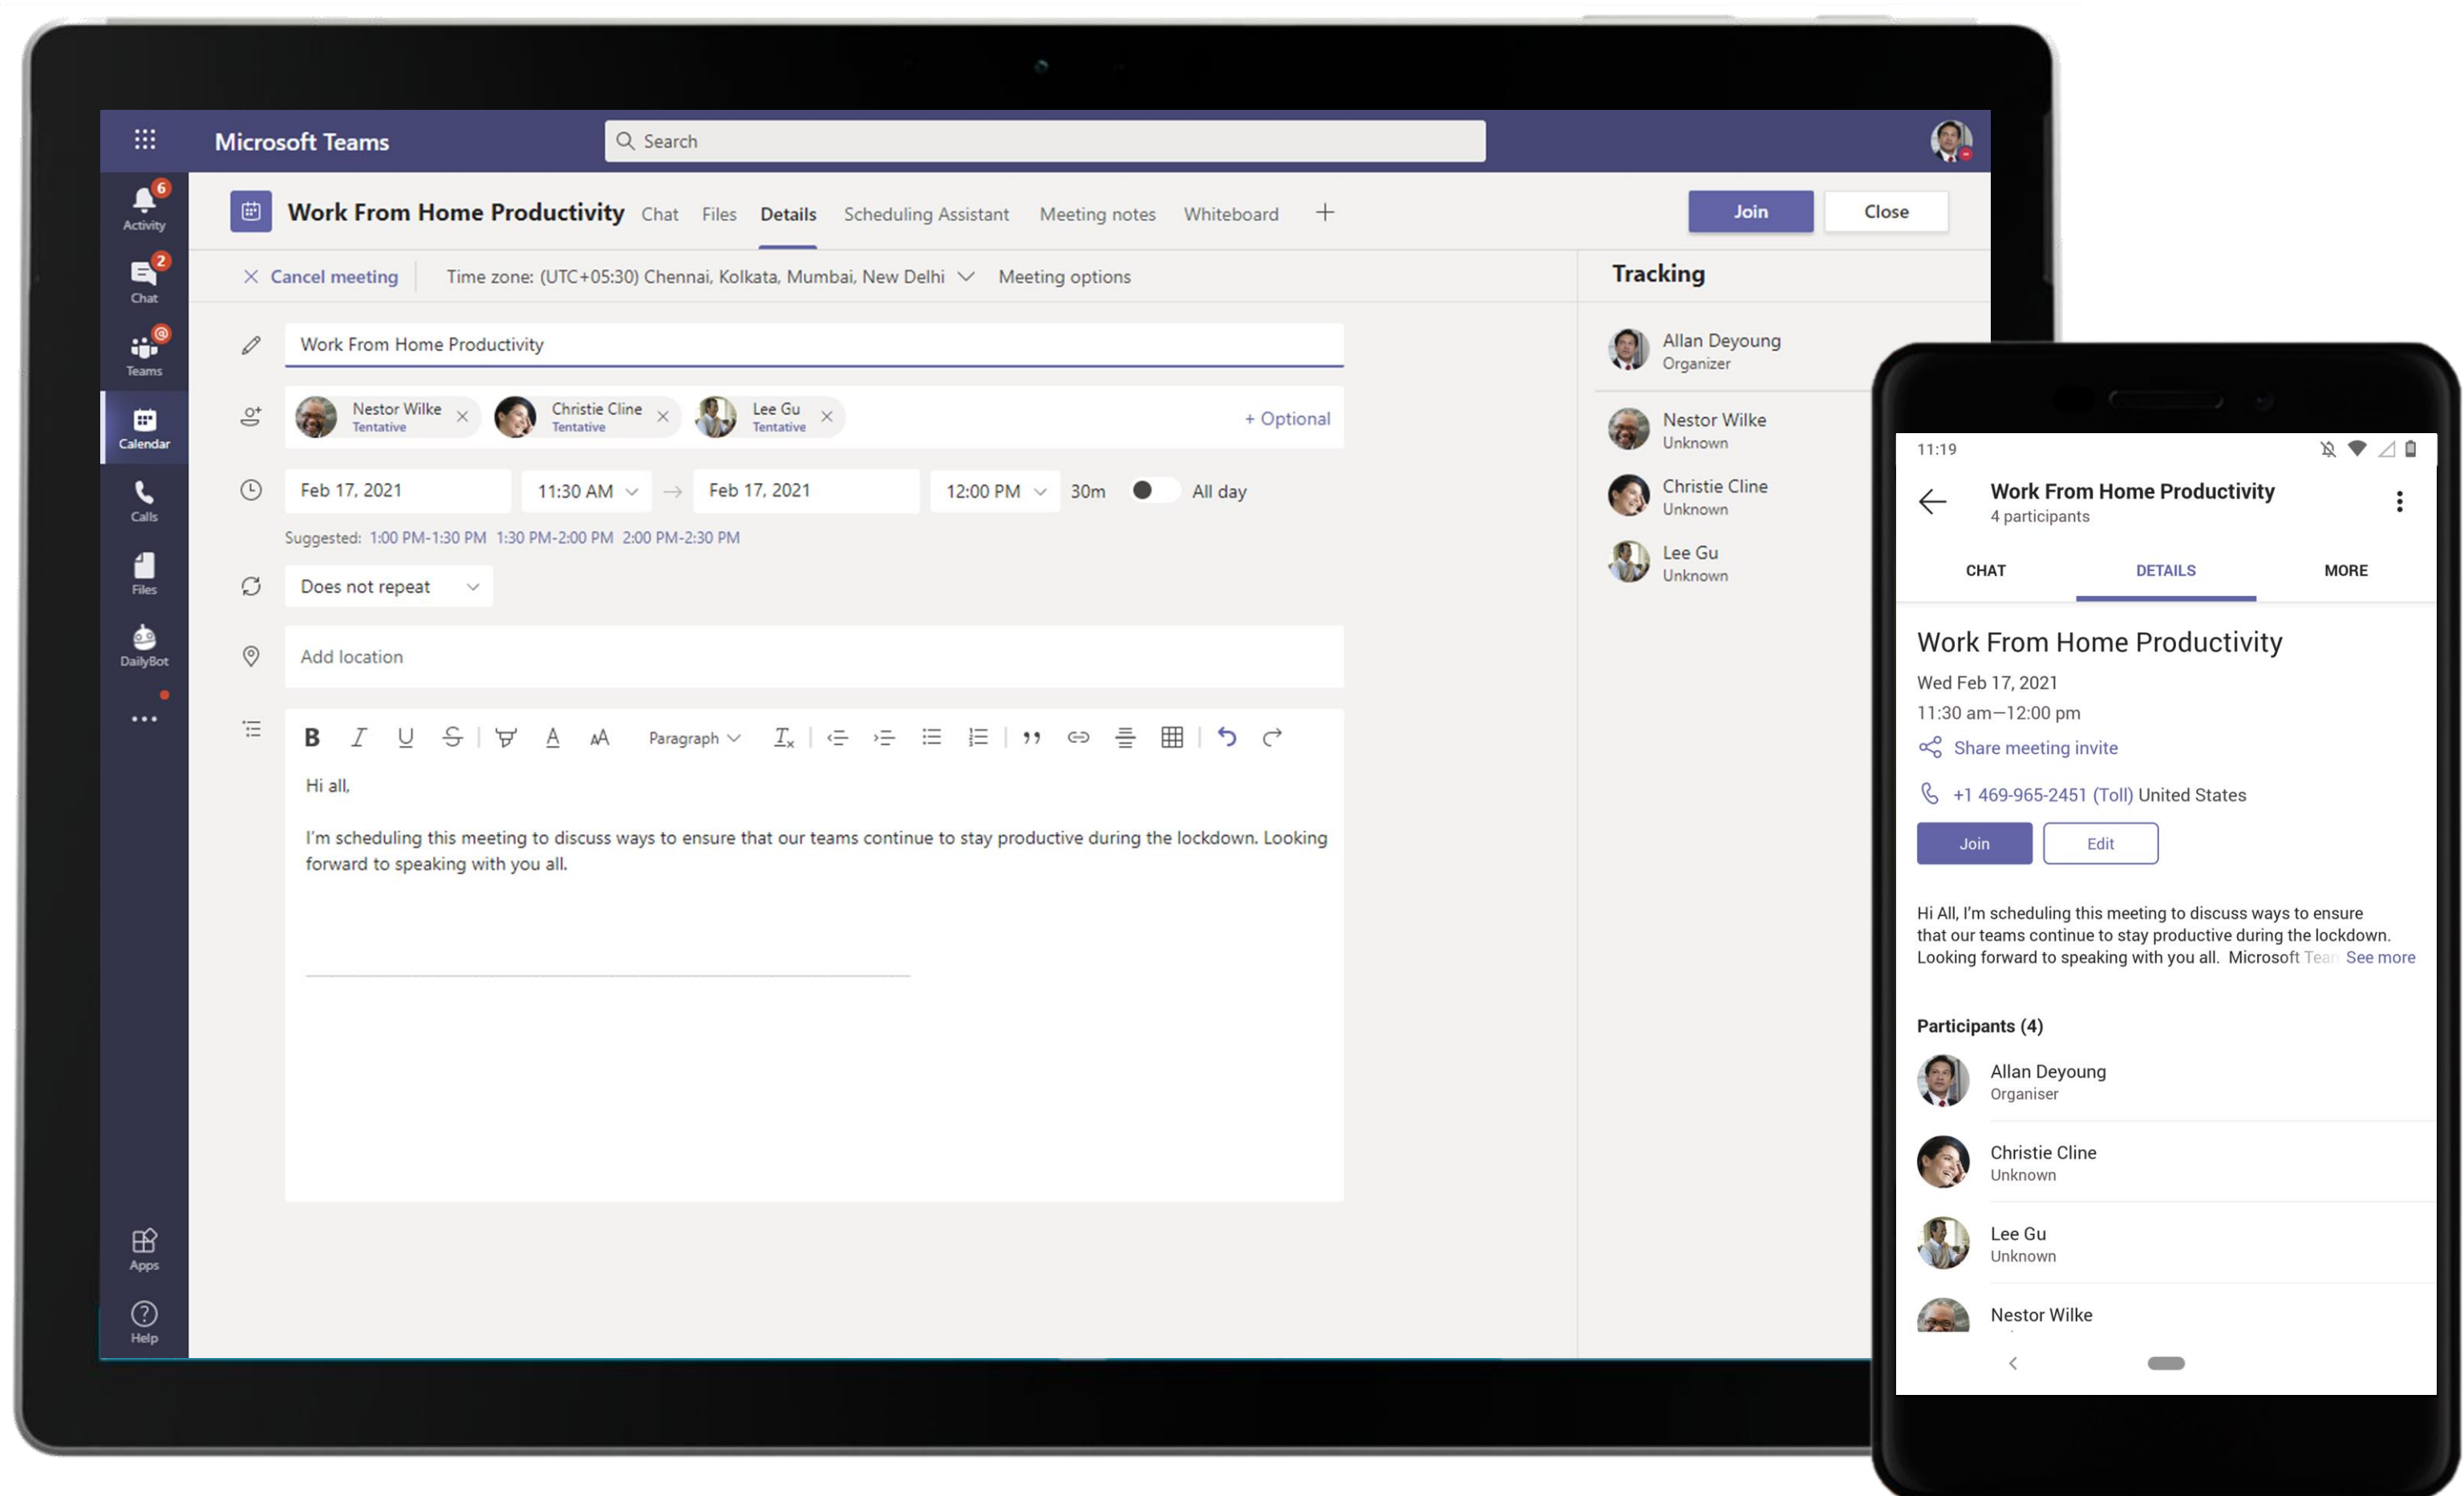 Microsoft Teams
Search
6
Activity
2
Chat
@
Teams
Calendar
Calls
Files
DailyBot
Apps
Help
Work From Home Productivity Chat Files Details Scheduling Assistant Meeting notes Whiteboard
Join Close
Cancel meeting Time zone: (UTC+05:30) Chennai, Kolkata, Mumbai, New Delhi Meeting options
Work From Home Productivity
Nestor Wilke Christie Cline Lee Gu
Tentative Tentative Tentative
+ Optional
Feb 17, 2021 11:30 AM → Feb 17, 2021 12:00 PM 30m All day
Suggested: 1:00 PM-1:30 PM 1:30 PM-2:00 PM 2:00 PM-2:30 PM
Does not repeat
Add location
B I U S A AA Paragraph
Hi all,
I'm scheduling this meeting to discuss ways to ensure that our teams continue to stay productive during the lockdown. Looking
forward to speaking with you all.
Tracking
Allan Deyoung
Organizer
Nestor Wilke
Unknown
Christie Cline
Unknown
Lee Gu
Unknown
11:19
Work From Home Productivity
4 participants
CHAT DETAILS MORE
Work From Home Productivity
Wed Feb 17, 2021
11:30 am—12:00 pm
Share meeting invite
+1 469-965-2451 (Toll) United States
Join Edit
Hi All, I'm scheduling this meeting to discuss ways to ensure
that our teams continue to stay productive during the lockdown.
Looking forward to speaking with you all. Microsoft Tea See more
Participants (4)
Allan Deyoung
Organiser
Christie Cline
Unknown
Lee Gu
Unknown
Nestor Wilke